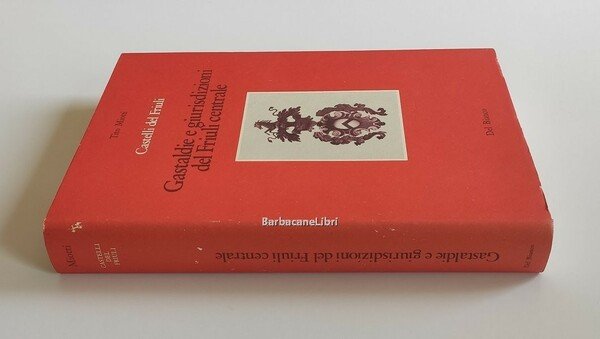 Tito Miotti
Castelli del Friuli
Gastaldie e giurisdizioni
del Friuli centrale
Del Bianco
BarbacaneLibri
Miotti
CASTELLI
DEL
FRIULI
Gastaldie e giurisdizioni del Friuli centrale
Del Bianco